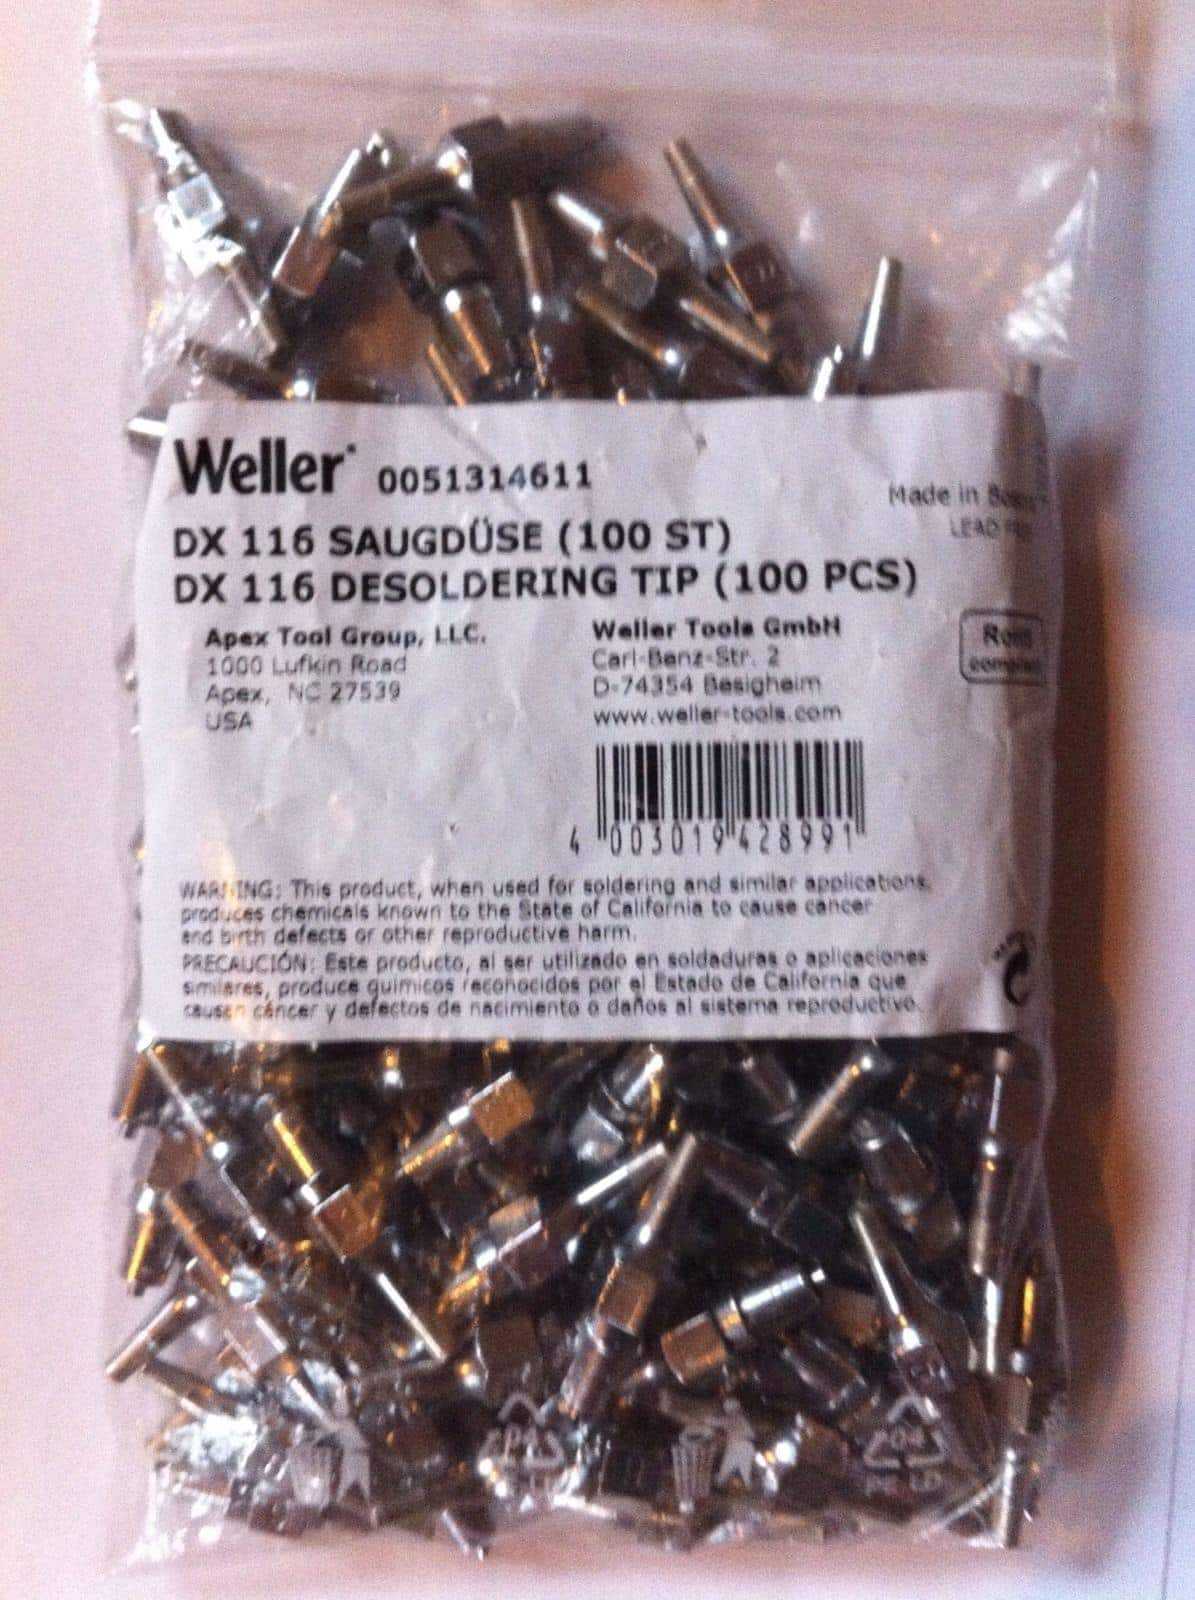 Weller 0051314611
Made in
LEAD
DX 116 SAUGDÜSE (100 ST)
DX 116 DESOLDERING TIP (100 PCS)
Apex Tool Group, LLC.
1000 Lufkin Road
Apex, NC 27539
USA
Weller Tools GmbH
Carl-Benz-Str. 2
D-74354 Besigheim
www.weller-tools.com
RoHS
compliant
4 003019 428991
WARNING: This product, when used for soldering and similar applications,
produces chemicals known to the State of California to cause cancer
and birth defects or other reproductive harm.
PRECAUCIÓN: Este producto, al ser utilizado en soldaduras o aplicaciones
similares, produce químicos reconocidos por el Estado de California que
causan cáncer y defectos de nacimiento o daños al sistema reproductivo.
04